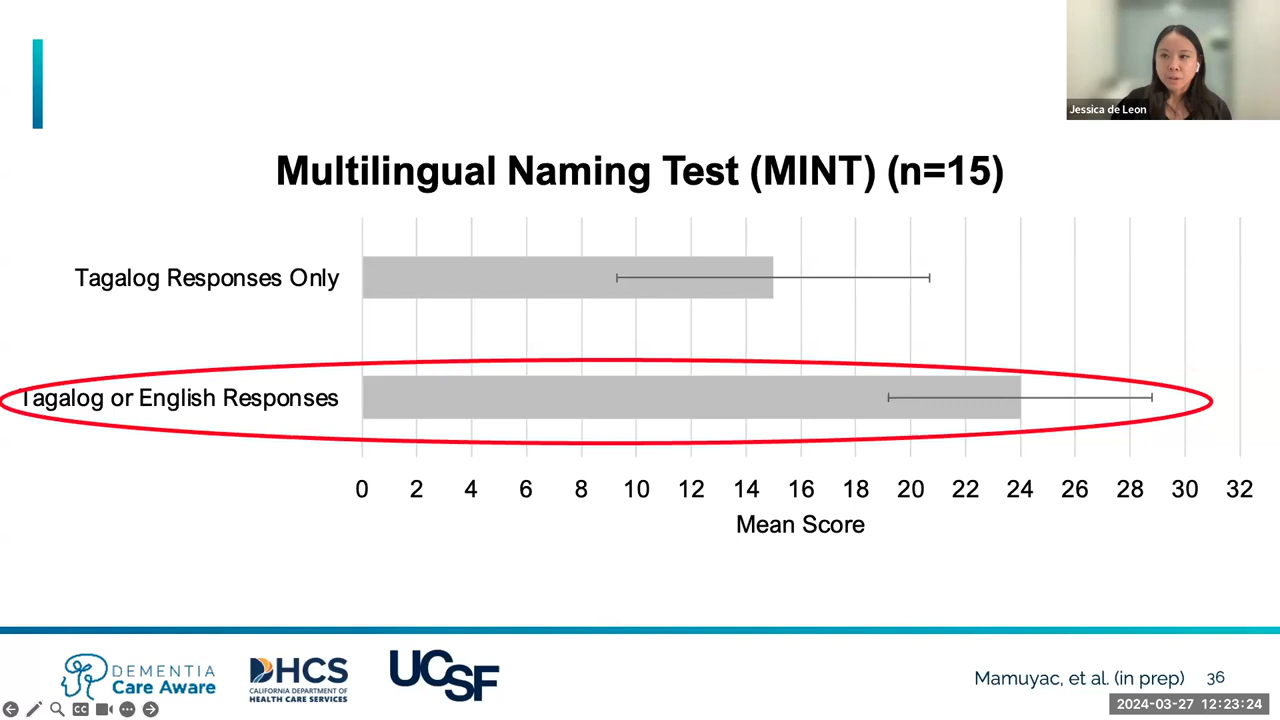 Jessica de Leon
Multilingual Naming Test (MINT) (n=15)
Tagalog Responses Only
Tagalog or English Responses
0 2 4 6 8 10 12 14 16 18 20 22 24 26 28 30 32
Mean Score
DEMENTIA
Care Aware
DHCS
CALIFORNIA DEPARTMENT OF
HEALTH CARE SERVICES
UCSF
Mamuyac, et al. (in prep) 36
CC
2024-03-27 12:23:24